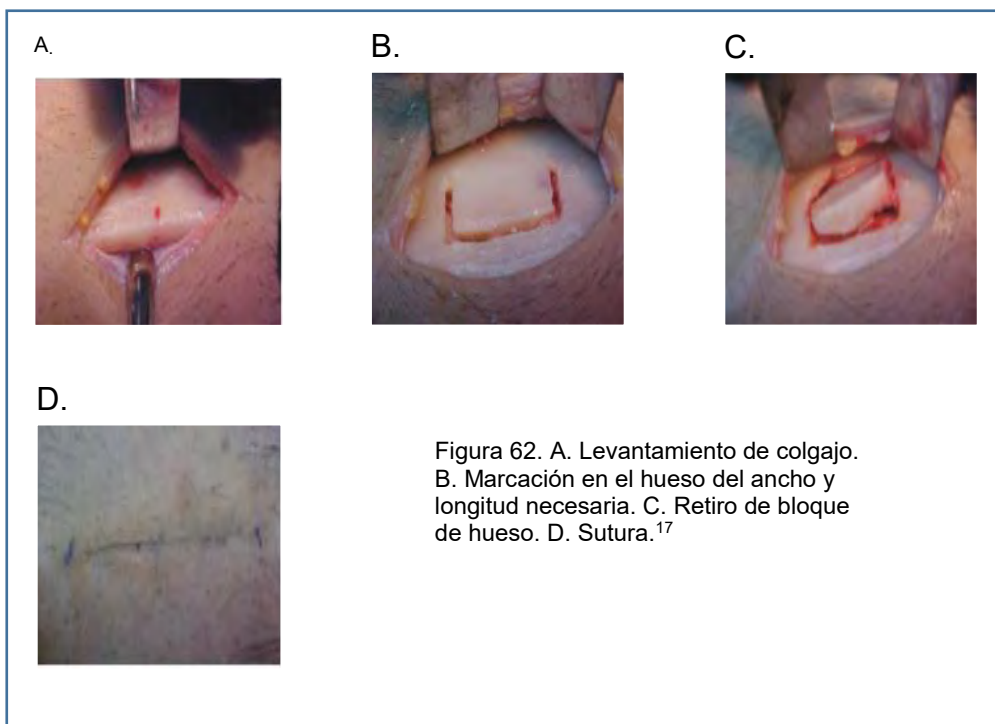 A.
B.
C.
D.
Figura 62. A. Levantamiento de colgajo.
B. Marcación en el hueso del ancho y
longitud necesaria. C. Retiro de bloque
de hueso. D. Sutura.17